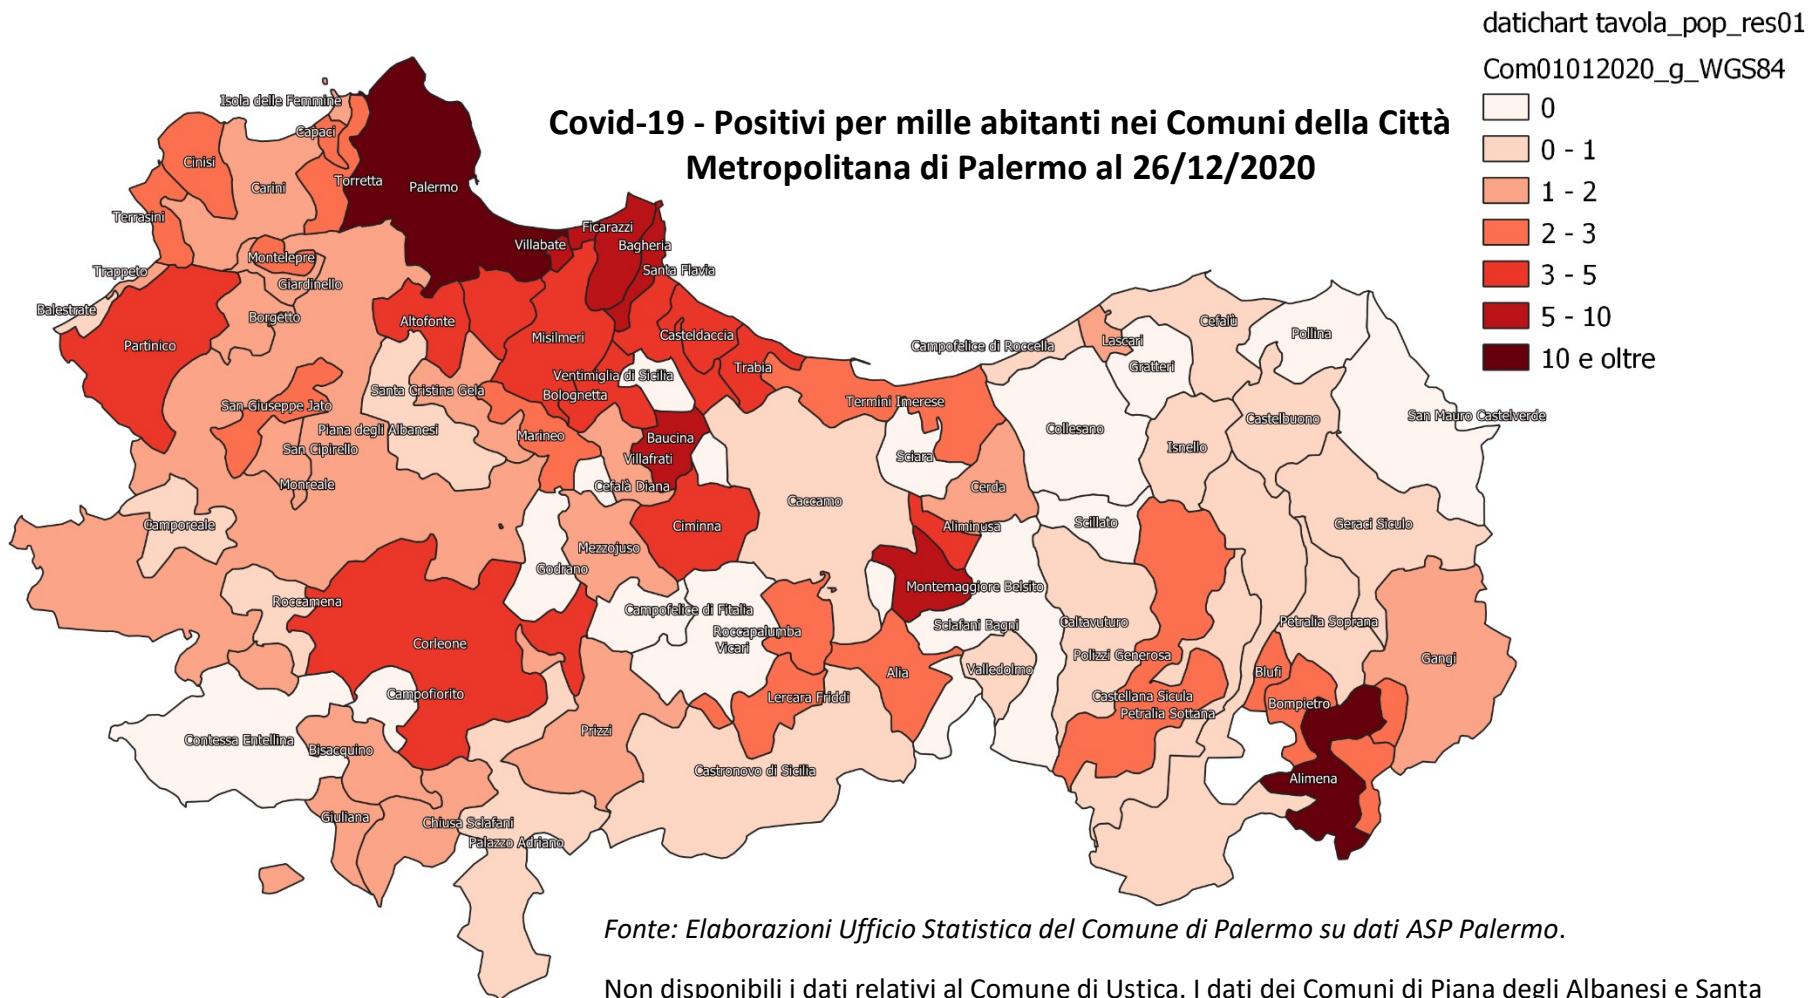 datichart tavola_pop_res01
Com01012020_g_WGS84
0
0 - 1
1 - 2
2 - 3
3 - 5
5 - 10
10 e oltre
Covid-19 - Positivi per mille abitanti nei Comuni della Città
Metropolitana di Palermo al 26/12/2020
Isola delle Femmine
Capaci
Cinisi
Carini
Torretta
Palermo
Terrasini
Villabate
Ficarazzi
Bagheria
Santa Flavia
Montelepre
Trappeto
Giardinello
Balestrate
Borgetto
Partinico
Altofonte
Misilmeri
Casteldaccia
Trabia
Ventimiglia di Sicilia
Bolognetta
Santa Cristina Gela
San Giuseppe Jato
Piana degli Albanesi
San Cipirello
Monreale
Marineo
Baucina
Villafrati
Cefalà Diana
Termini Imerese
Campofelice di Roccella
Lascari
Cefalù
Gratteri
Pollina
San Mauro Castelverde
Castelbuono
Collesano
Isnello
Sciara
Cerda
Caccamo
Scillato
Geraci Siculo
Camporeale
Ciminna
Aliminusa
Mezzojuso
Godrano
Montemaggiore Belsito
Roccamena
Campofelice di Fitalia
Roccapalumba
Vicari
Sclafani Bagni
Caltavuturo
Petralia Soprana
Corleone
Polizzi Generosa
Gangi
Valledolmo
Alia
Blufi
Campofiorito
Lercara Friddi
Castellana Sicula
Petralia Sottana
Bompietro
Contessa Entellina
Bisacquino
Prizzi
Castronovo di Sicilia
Alimena
Giuliana
Chiusa Sclafani
Palazzo Adriano
Fonte: Elaborazioni Ufficio Statistica del Comune di Palermo su dati ASP Palermo.
Non disponibili i dati relativi al Comune di Ustica. I dati dei Comuni di Piana degli Albanesi e Santa